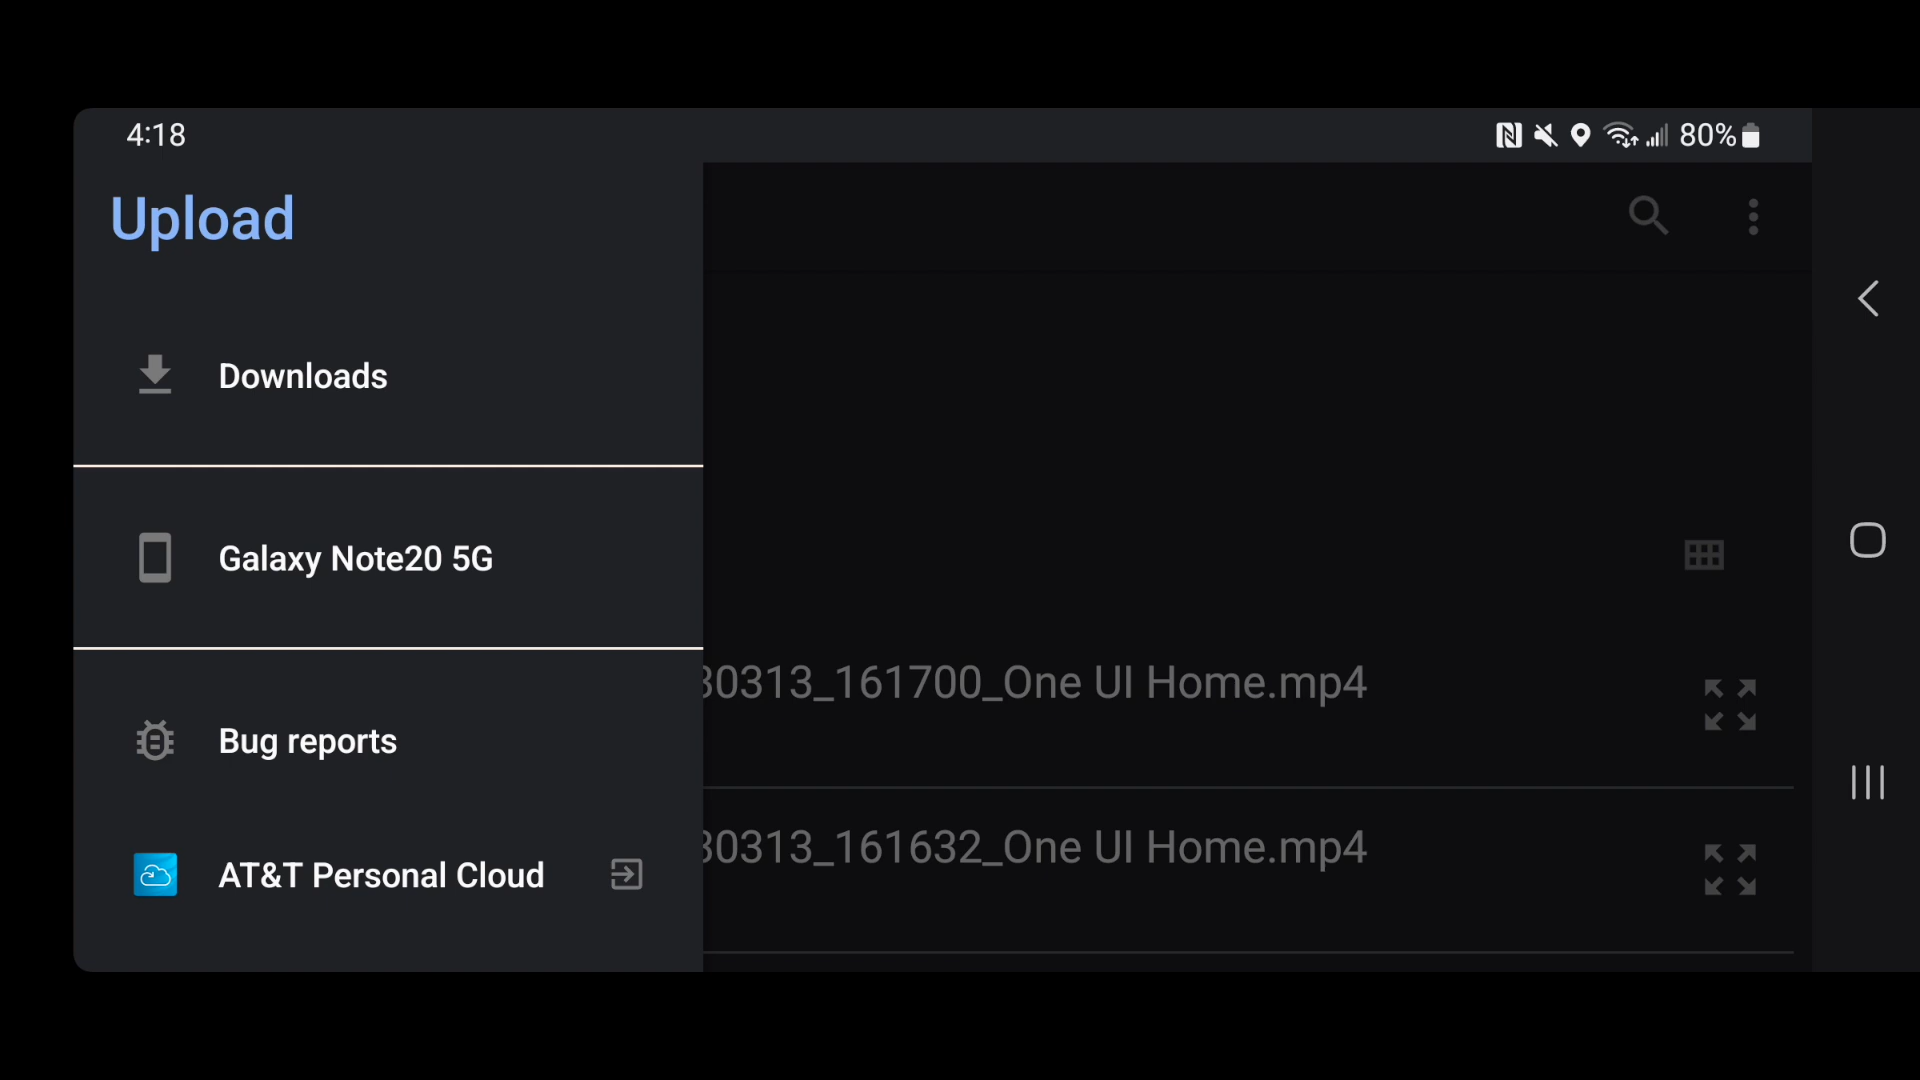 4:18
80%
Upload
Downloads
Galaxy Note20 5G
30313_161700_One UI Home.mp4
Bug reports
30313_161632_One UI Home.mp4
AT&T Personal Cloud